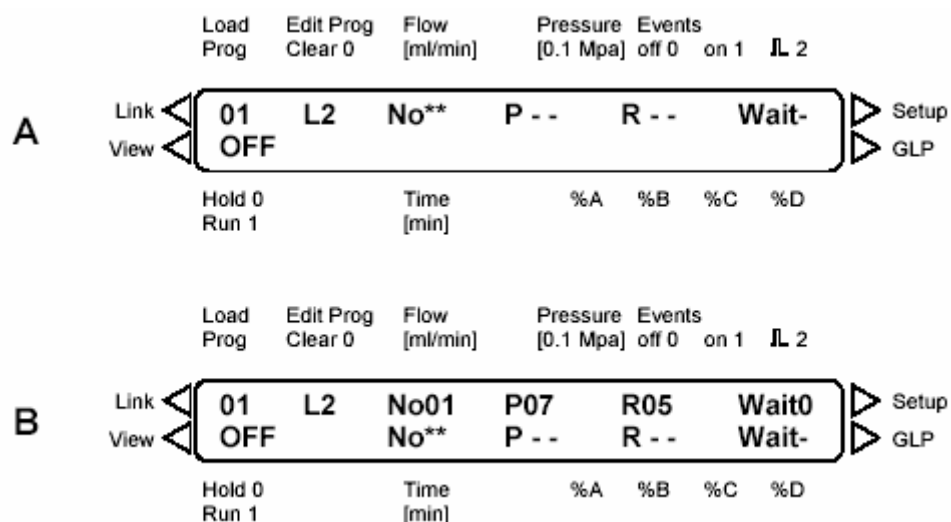 Load Edit Prog Flow Pressure Events
Prog Clear 0 [ml/min] [0.1 Mpa] off 0 on 1 2
A
Link 01 L2 No** P - - R - - Wait- Setup
View OFF GLP
Hold 0 Time %A %B %C %D
Run 1 [min]
Load Edit Prog Flow Pressure Events
Prog Clear 0 [ml/min] [0.1 Mpa] off 0 on 1 2
B
Link 01 L2 No01 P07 R05 Wait0 Setup
View OFF No** P - - R - - Wait- GLP
Hold 0 Time %A %B %C %D
Run 1 [min]